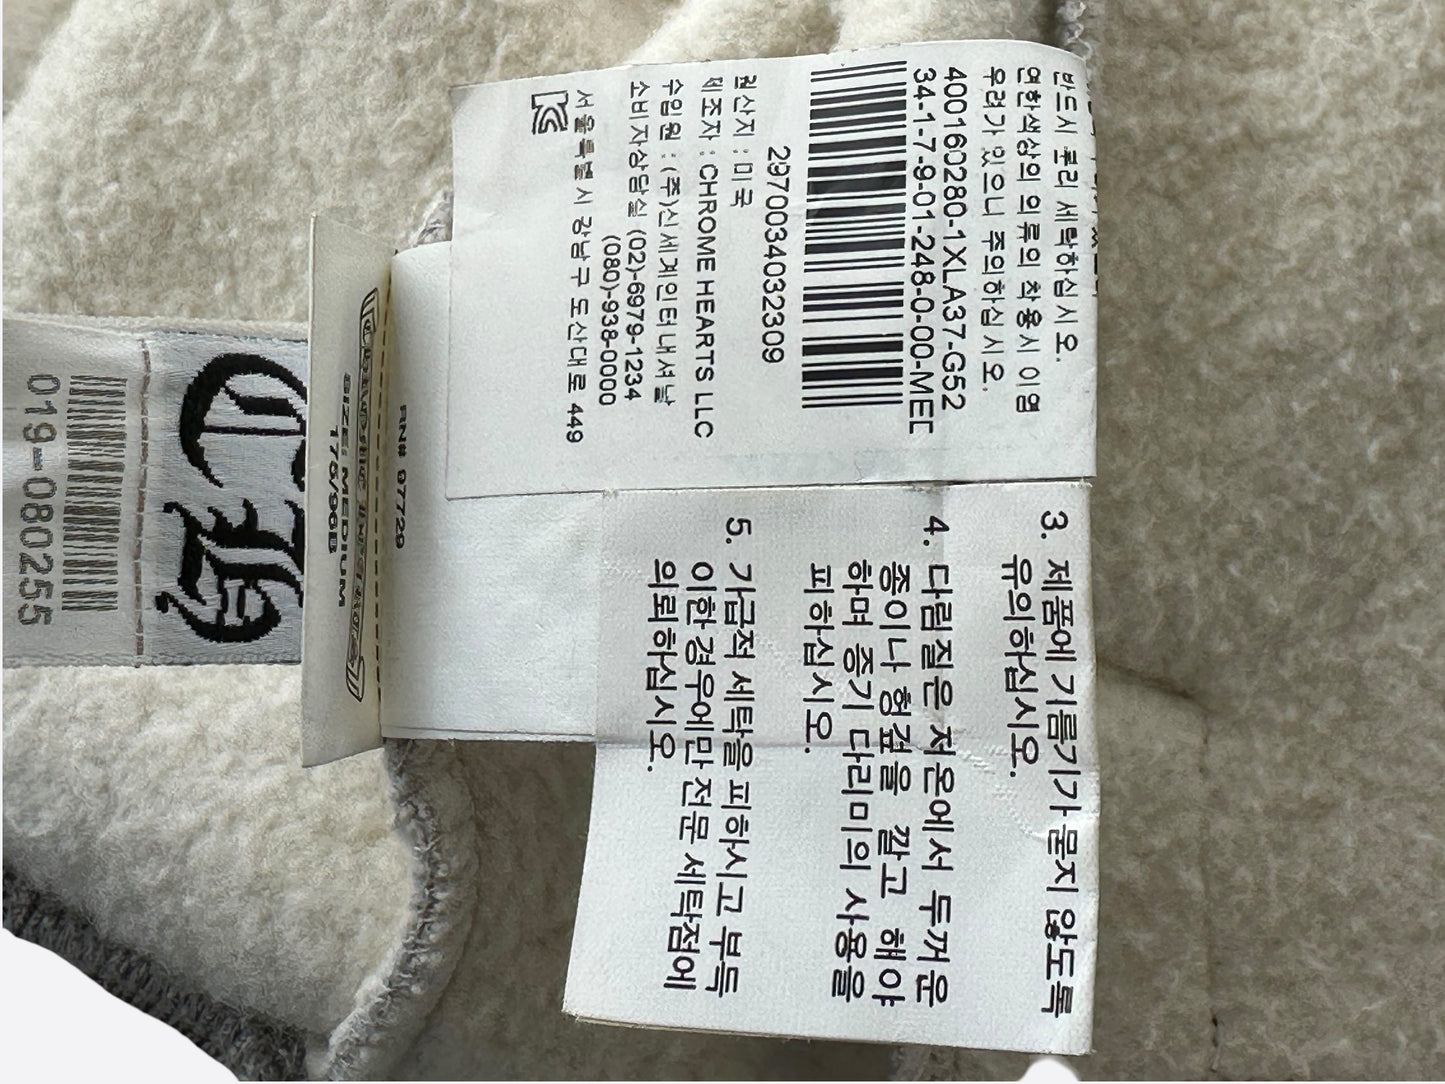 반드시 푸리 세탁하십시오.
연한색상의 의류의 착용시 이염
우려가 있으니 주의하십시오.
400160280-1XLA37-G52
34-1-7-9-01-248-0-00-MED
2970034032309
원산지 : 미국
제조자 : CHROME HEARTS LLC
수입원 : (주)신세계인터내셔날
소비자상담실 (02)-6979-1234
(080)-938-0000
서울특별시 강남구 도산대로 449
3. 제품에 기름기가 묻지 않도록
유의하십시오.
4. 다림질은 저온에서 두꺼운
종이나 헝겊을 깔고 해야
하며 증기 다리미의 사용을
피하십시오.
5. 가급적 세탁을 피하시고 부득
이한 경우에만 전문 세탁점에
의뢰하십시오.
RN# 97729
SIZE: MEDIUM
175/96B
CH
019-080255